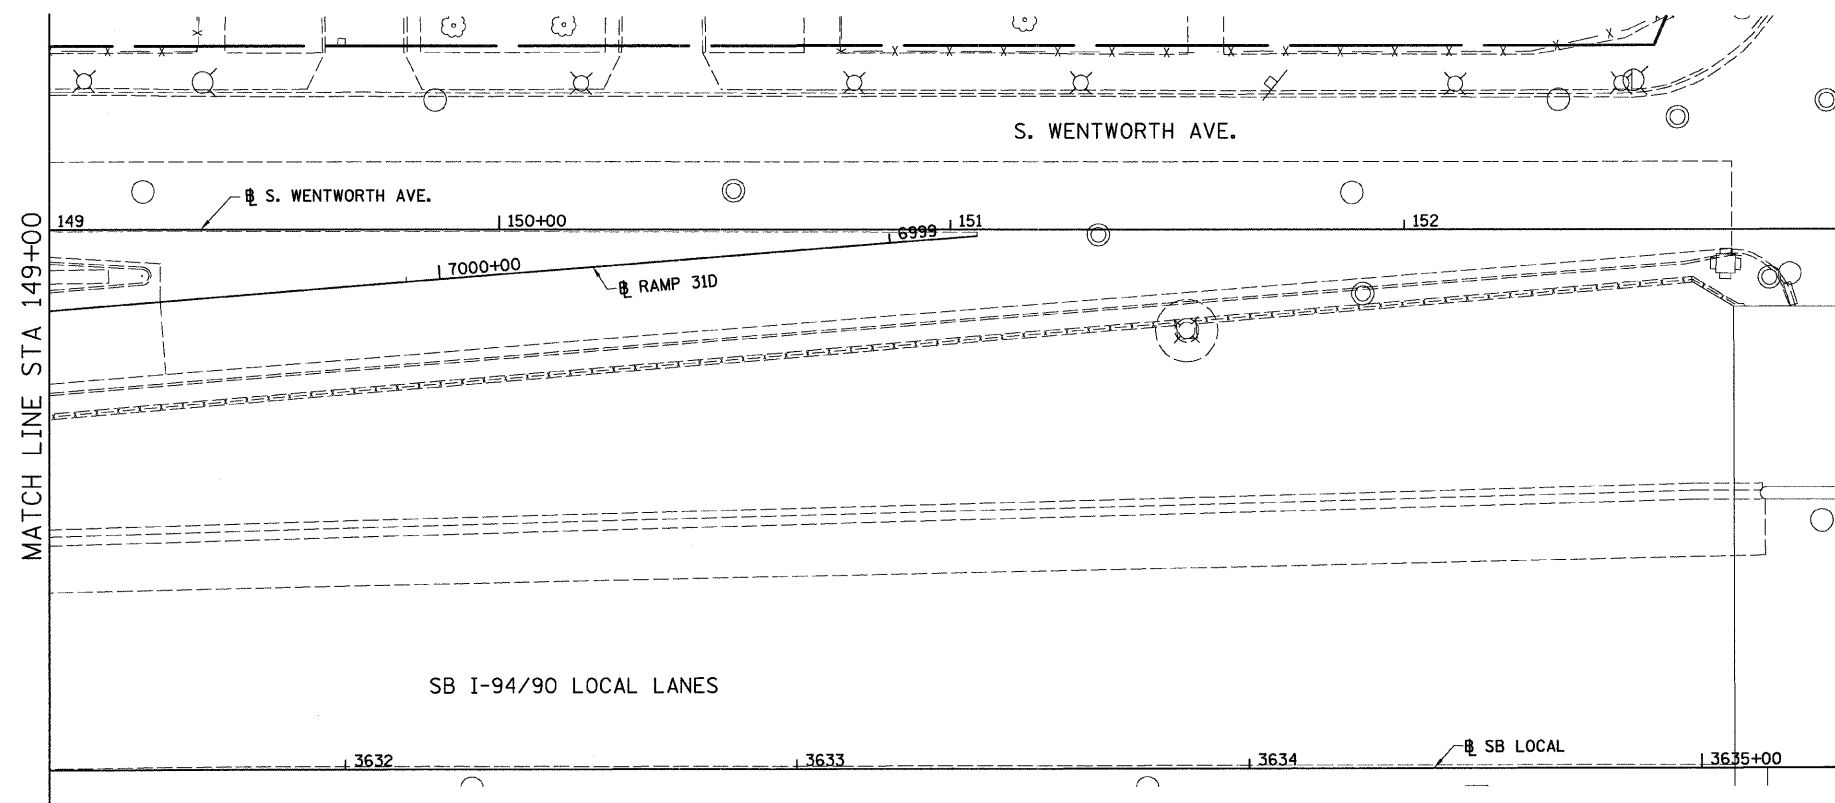 S. WENTWORTH AVE.
℄ S. WENTWORTH AVE.
149
150+00
151
152
6999
7000+00
℄ RAMP 31D
MATCH LINE STA 149+00
SB I-94/90 LOCAL LANES
℄ SB LOCAL
3632
3633
3634
3635+00